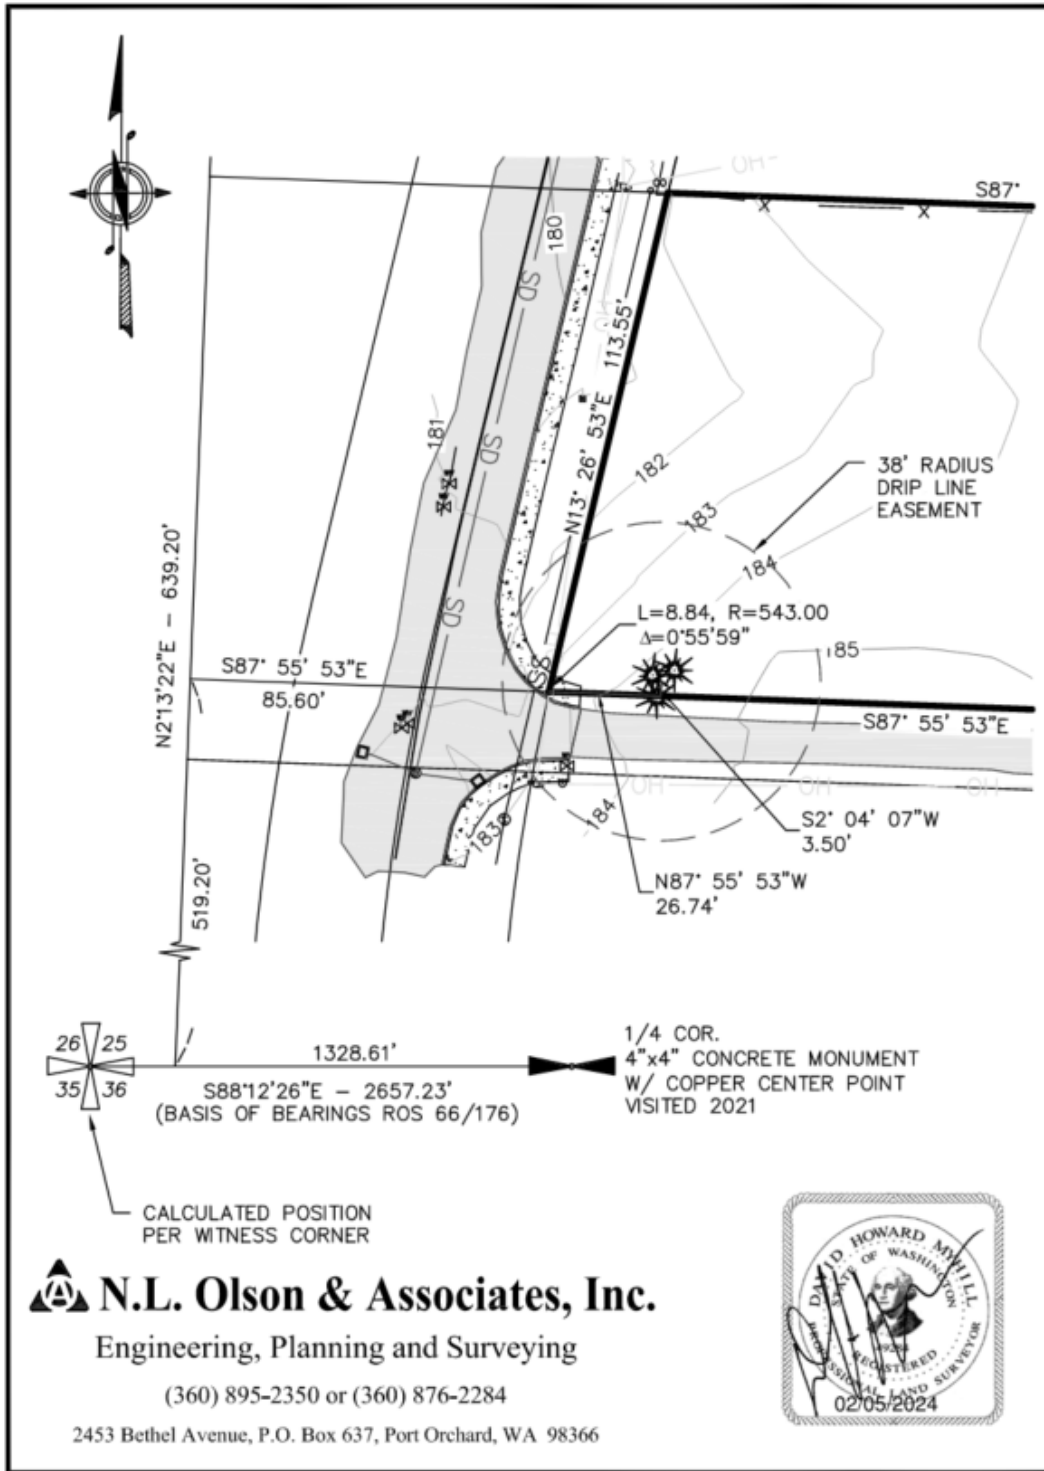 S87°
OH
180
SD
OH
N13° 26' 53"E 113.55'
181
SD
182
38' RADIUS
DRIP LINE
EASEMENT
183
184
N2°13'22"E – 639.20'
SD
L=8.84, R=543.00
Δ=0°55'59"
185
SS
S87° 55' 53"E
85.60'
S87° 55' 53"E
OH
OH
184
183
S2° 04' 07"W
3.50'
N87° 55' 53"W
26.74'
519.20'
26 25
35 36
1328.61'
S88°12'26"E – 2657.23'
(BASIS OF BEARINGS ROS 66/176)
1/4 COR.
4"x4" CONCRETE MONUMENT
W/ COPPER CENTER POINT
VISITED 2021
CALCULATED POSITION
PER WITNESS CORNER
N.L. Olson & Associates, Inc.
Engineering, Planning and Surveying
(360) 895-2350 or (360) 876-2284
2453 Bethel Avenue, P.O. Box 637, Port Orchard, WA 98366
DAVID HOWARD MYHILL
STATE OF WASHINGTON
REGISTERED
PROFESSIONAL LAND SURVEYOR
02/05/2024